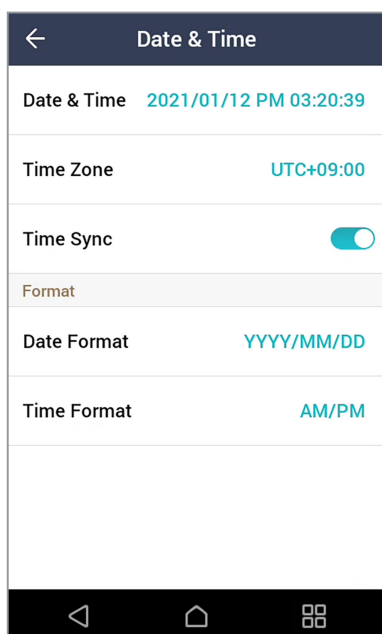 Date & Time
Date & Time 2021/01/12 PM 03:20:39
Time Zone UTC+09:00
Time Sync
Format
Date Format YYYY/MM/DD
Time Format AM/PM